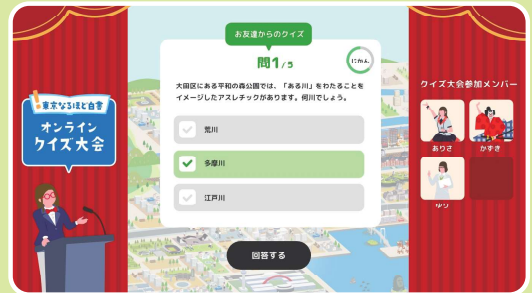 お友達からのクイズ
問1/5
じかん
大田区にある平和の森公園では、「ある川」をわたることを
イメージしたアスレチックがあります。何川でしょう。
荒川
多摩川
江戸川
回答する
東京なるほど白書
オンライン
クイズ大会
クイズ大会参加メンバー
ありさ
かずき
ゆり